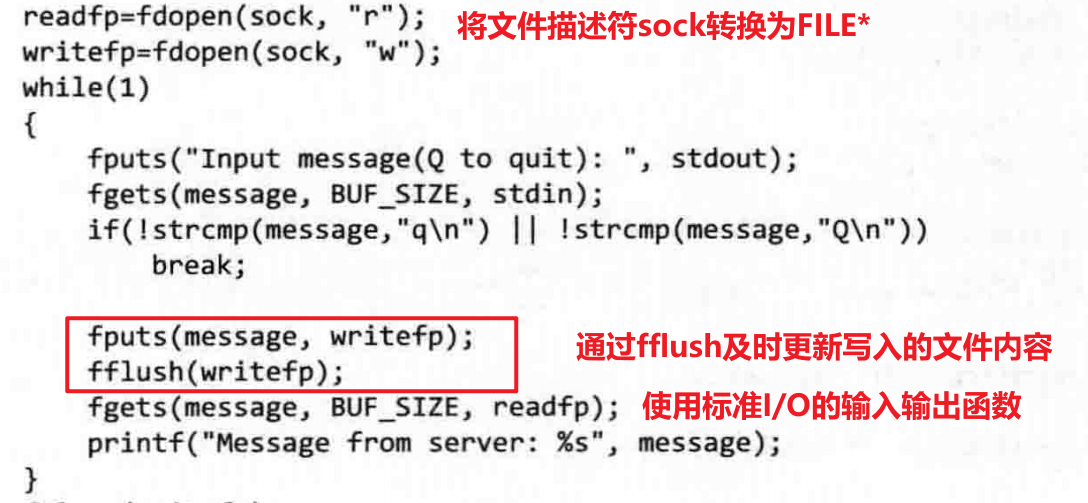 readfp=fdopen(sock, "r");
将文件描述符sock转换为FILE*
writefp=fdopen(sock, "w");
while(1)
{
fputs("Input message(Q to quit): ", stdout);
fgets(message, BUF_SIZE, stdin);
if(!strcmp(message,"q\n") || !strcmp(message,"Q\n"))
break;
fputs(message, writefp);
通过fflush及时更新写入的文件内容
fflush(writefp);
fgets(message, BUF_SIZE, readfp);
使用标准I/O的输入输出函数
printf("Message from server: %s", message);
}